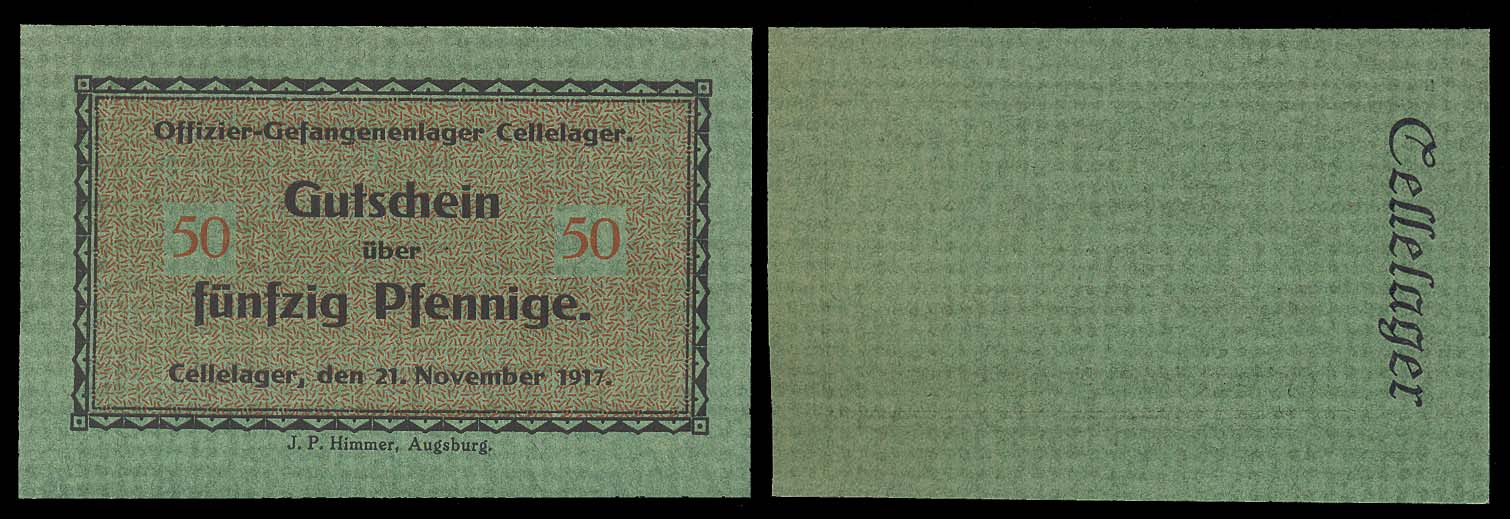 Offizier-Gefangenenlager Cellelager.
Gutschein
50
über
50
fünfzig Pfennige.
Cellelager, den 21. November 1917.
J. P. Himmer, Augsburg.
Cellelager